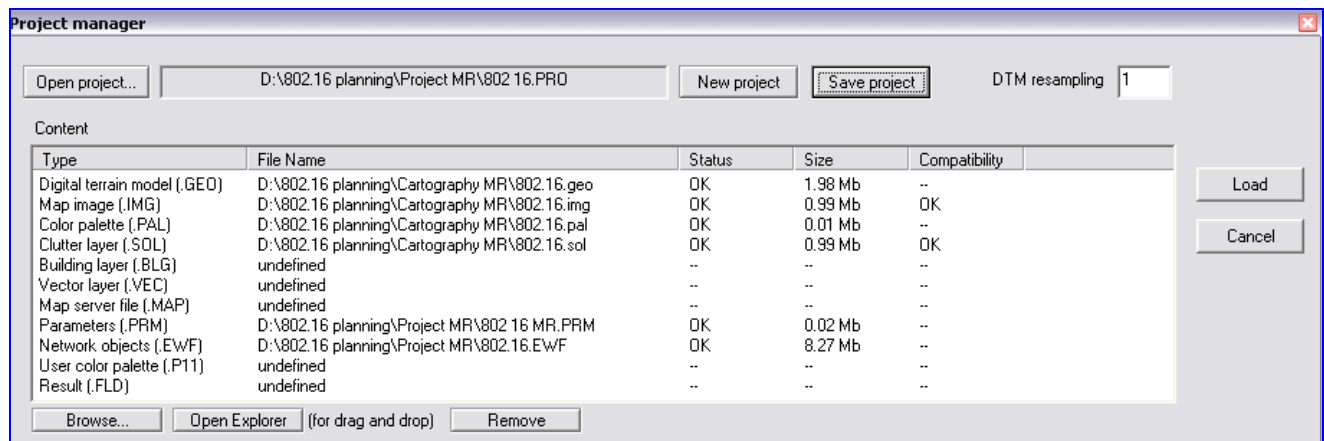 Project manager
Open project... D:\802.16 planning\Project MR\802 16.PRO New project Save project DTM resampling 1
Content
Type File Name Status Size Compatibility
Digital terrain model (.GEO) D:\802.16 planning\Cartography MR\802.16.geo OK 1.98 Mb --
Map image (.IMG) D:\802.16 planning\Cartography MR\802.16.img OK 0.99 Mb OK
Color palette (.PAL) D:\802.16 planning\Cartography MR\802.16.pal OK 0.01 Mb --
Clutter layer (.SOL) D:\802.16 planning\Cartography MR\802.16.sol OK 0.99 Mb OK
Building layer (.BLG) undefined -- -- --
Vector layer (.VEC) undefined -- -- --
Map server file (.MAP) undefined -- -- --
Parameters (.PRM) D:\802.16 planning\Project MR\802 16 MR.PRM OK 0.02 Mb --
Network objects (.EWF) D:\802.16 planning\Project MR\802.16.EWF OK 8.27 Mb --
User color palette (.P11) undefined -- -- --
Result (.FLD) undefined -- -- --
Load
Cancel
Browse... Open Explorer (for drag and drop) Remove